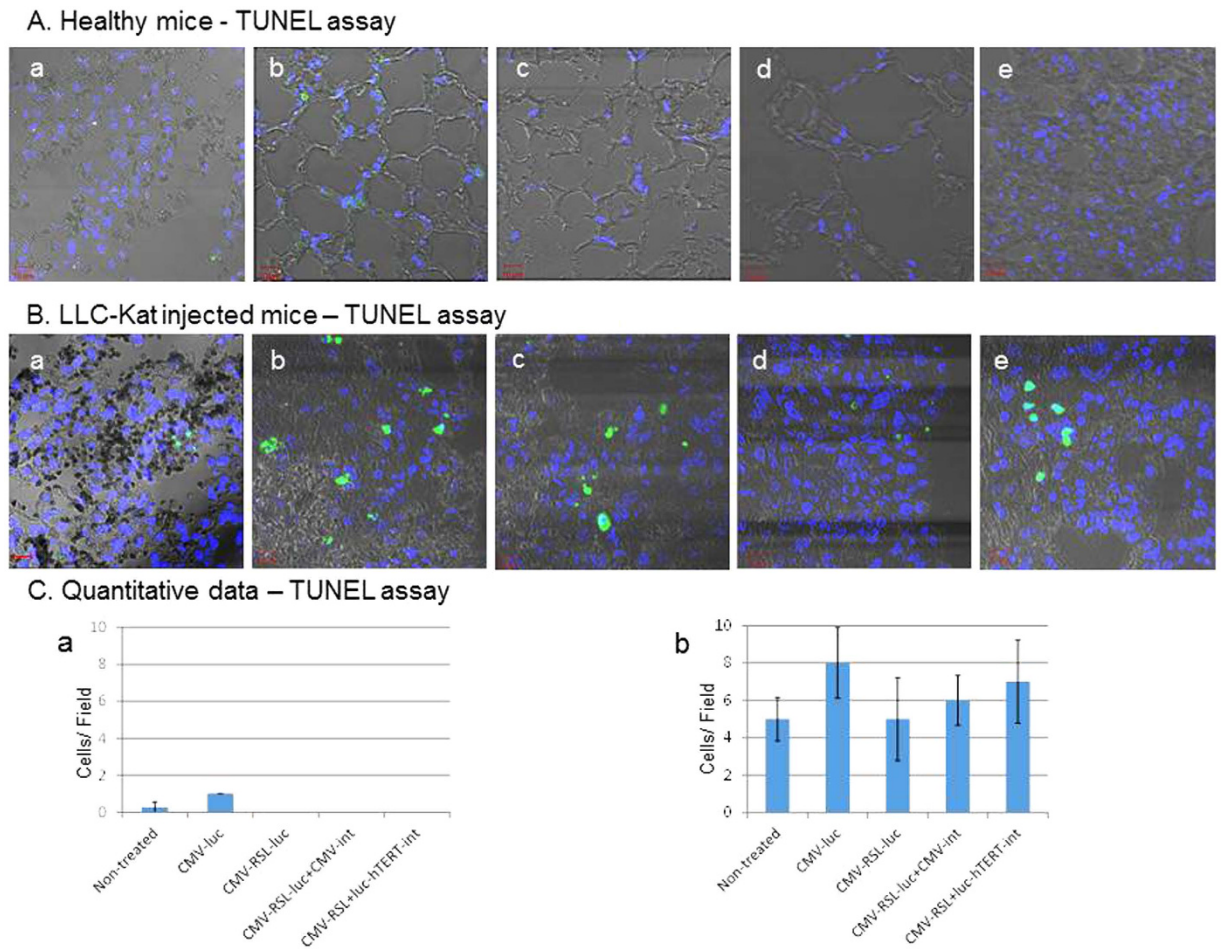 A. Healthy mice - TUNEL assay
a b c d e
B. LLC-Kat injected mice – TUNEL assay
a b c d e
C. Quantitative data – TUNEL assay
a
10
8
6
4
2
0
Cells/ Field
Non-treated
CMV-luc
CMV-RSL-luc
CMV-RSL-luc+CMV-int
CMV-RSL+luc-hTERT-int
b
10
8
6
4
2
0
Cells/ Field
Non-treated
CMV-luc
CMV-RSL-luc
CMV-RSL-luc+CMV-int
CMV-RSL+luc-hTERT-int